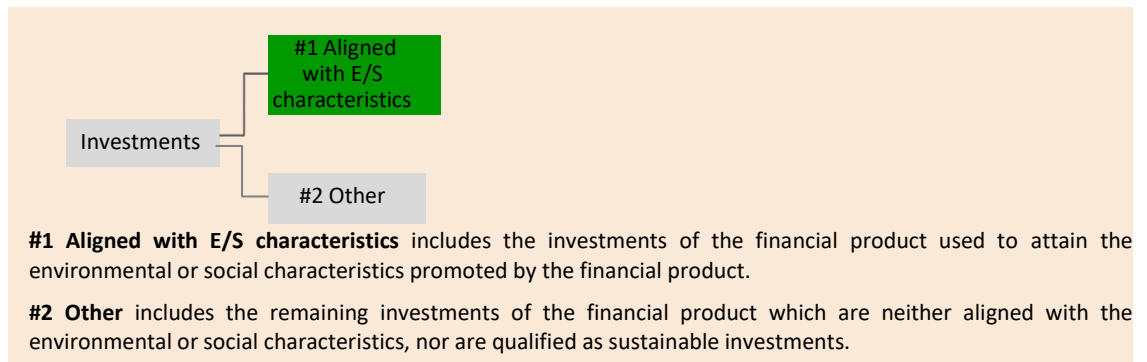 #1 Aligned
with E/S
characteristics
Investments
#2 Other
#1 Aligned with E/S characteristics includes the investments of the financial product used to attain the
environmental or social characteristics promoted by the financial product.
#2 Other includes the remaining investments of the financial product which are neither aligned with the
environmental or social characteristics, nor are qualified as sustainable investments.